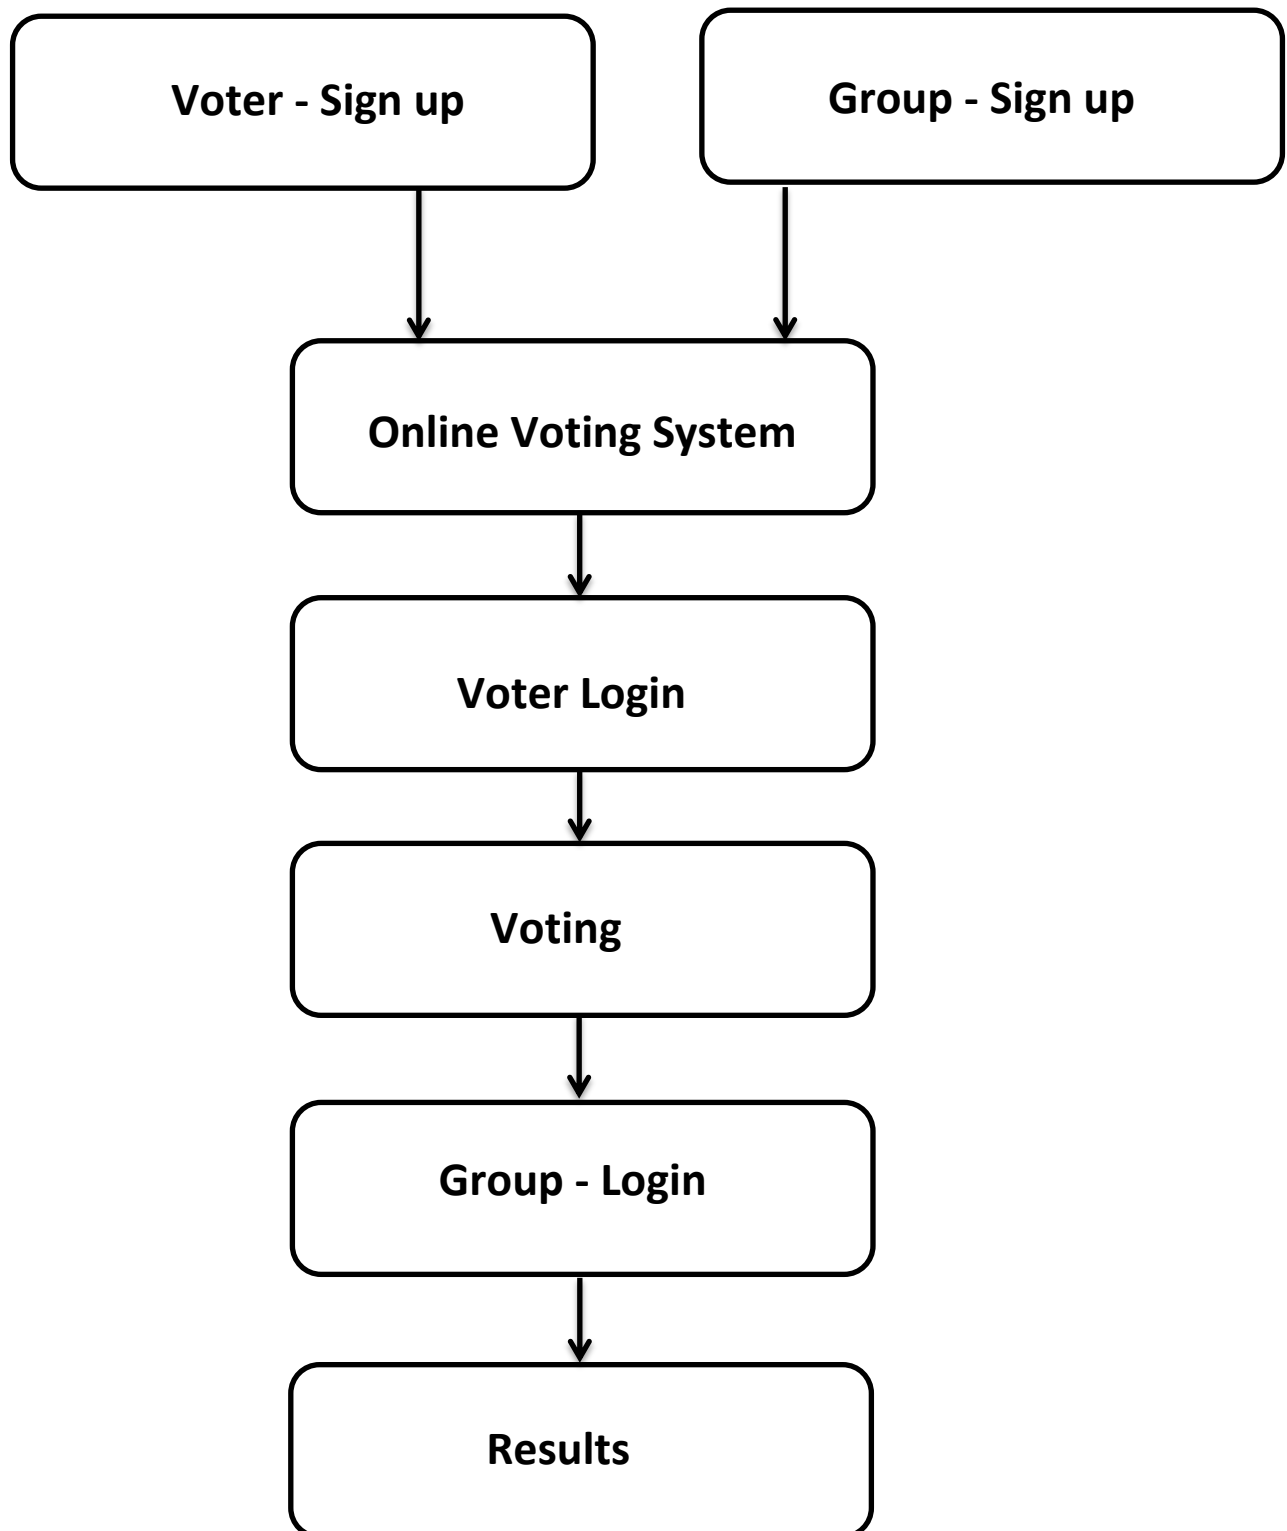 Voter - Sign up
Group - Sign up
Online Voting System
Voter Login
Voting
Group - Login
Results